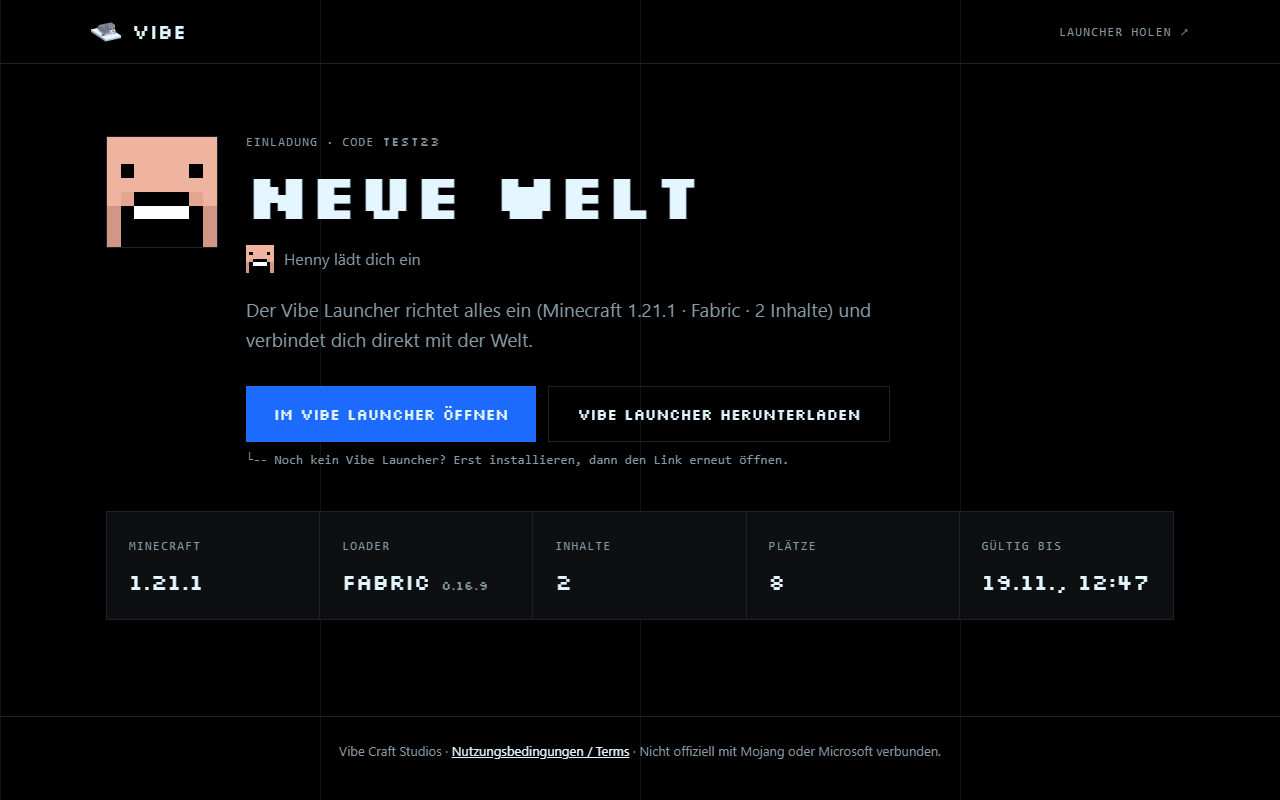 VIBE
LAUNCHER HOLEN ↗
EINLADUNG · CODE TEST23
NEUE WELT
Henny lädt dich ein
Der Vibe Launcher richtet alles ein (Minecraft 1.21.1 · Fabric · 2 Inhalte) und
verbindet dich direkt mit der Welt.
IM VIBE LAUNCHER ÖFFNEN
VIBE LAUNCHER HERUNTERLADEN
└-- Noch kein Vibe Launcher? Erst installieren, dann den Link erneut öffnen.
MINECRAFT
1.21.1
LOADER
FABRIC 0.16.9
INHALTE
2
PLÄTZE
8
GÜLTIG BIS
19.11., 12:47
Vibe Craft Studios · Nutzungsbedingungen / Terms · Nicht offiziell mit Mojang oder Microsoft verbunden.